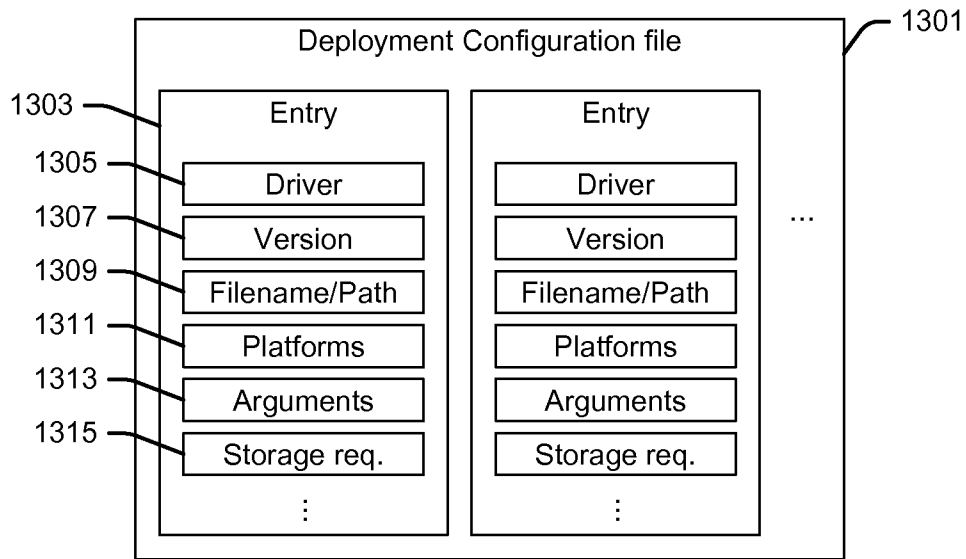 Deployment Configuration file
1301
1303
Entry
Entry
1305
Driver
Driver
1307
Version
Version
1309
Filename/Path
Filename/Path
1311
Platforms
Platforms
1313
Arguments
Arguments
1315
Storage req.
Storage req.
...